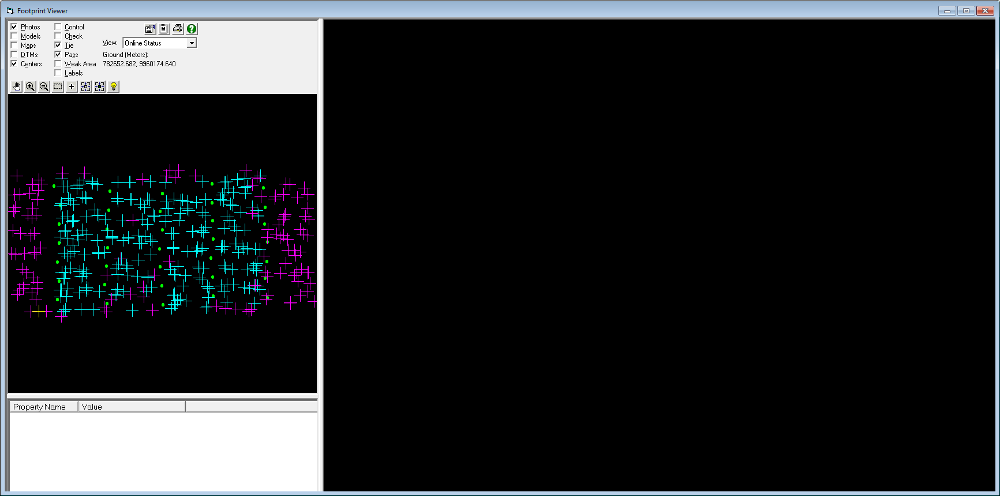 Footprint Viewer
Photos
Models
Maps
DTMs
Centers
Control
Check
Tie
Pass
Weak Area
Labels
View: Online Status
Ground (Meters):
782652.682, 9960174.640
Property Name Value